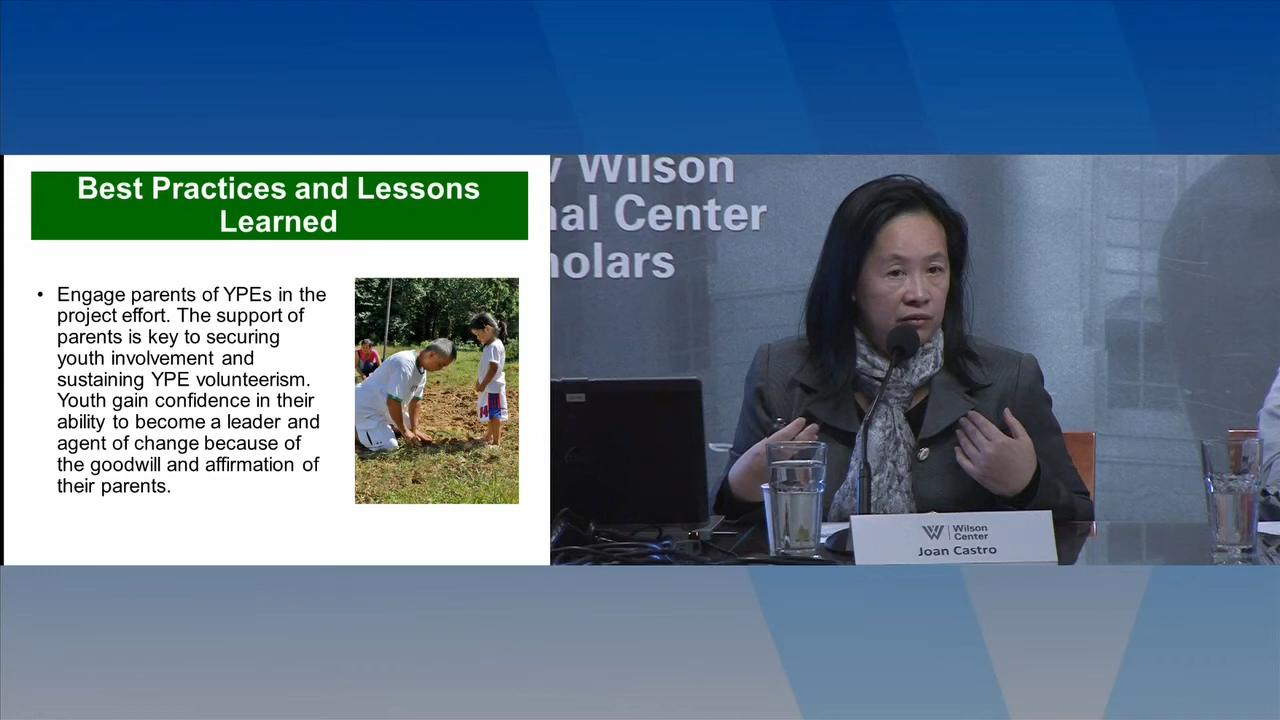 Best Practices and Lessons
Learned
• Engage parents of YPEs in the
project effort. The support of
parents is key to securing
youth involvement and
sustaining YPE volunteerism.
Youth gain confidence in their
ability to become a leader and
agent of change because of
the goodwill and affirmation of
their parents.
Wilson
nal Center
holars
Wilson
Center
Joan Castro